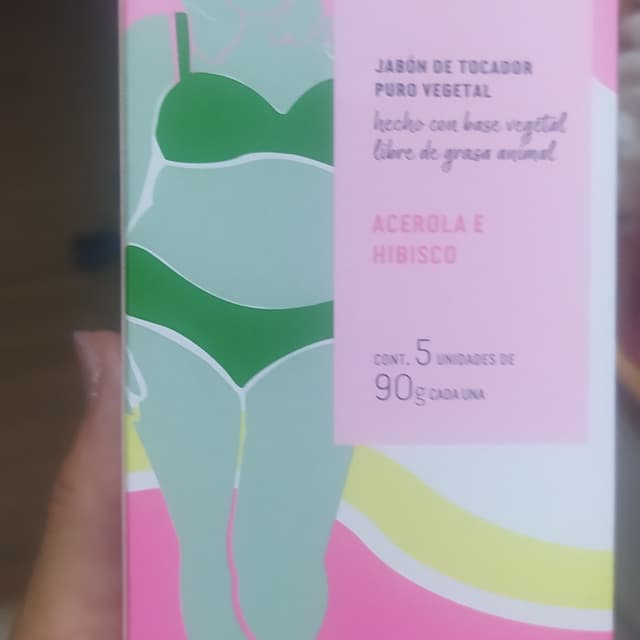 JABÓN DE TOCADOR
PURO VEGETAL
hecho con base vegetal
libre de grasa animal
ACEROLA E
HIBISCO
CONT. 5 UNIDADES DE
90g CADA UNA